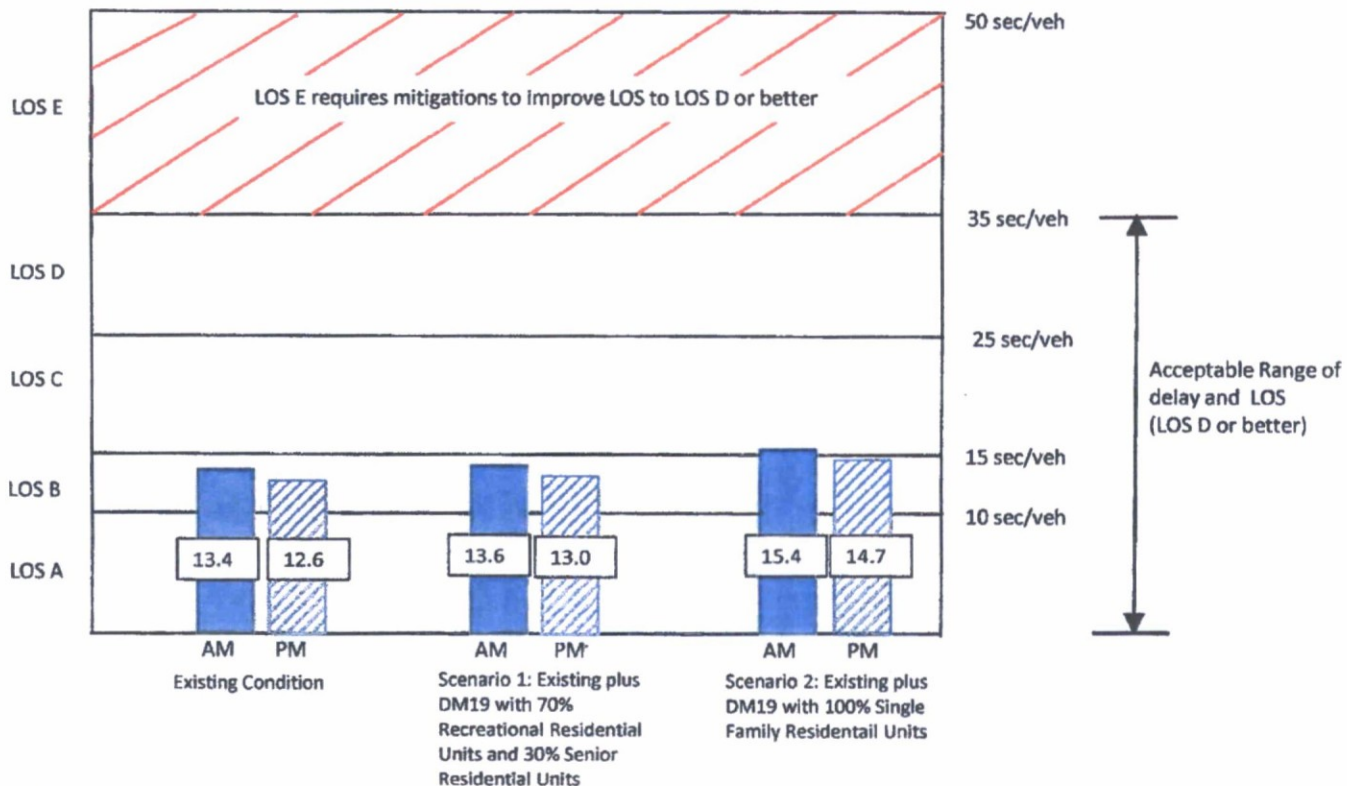 50 sec/veh
LOS E
LOS E requires mitigations to improve LOS to LOS D or better
35 sec/veh
LOS D
25 sec/veh
LOS C
Acceptable Range of
delay and LOS
(LOS D or better)
15 sec/veh
LOS B
10 sec/veh
LOS A
13.4
12.6
13.6
13.0
15.4
14.7
AM
PM
AM
PM
AM
PM
Existing Condition
Scenario 1: Existing plus
DM19 with 70%
Recreational Residential
Units and 30% Senior
Residential Units
Scenario 2: Existing plus
DM19 with 100% Single
Family Residentail Units